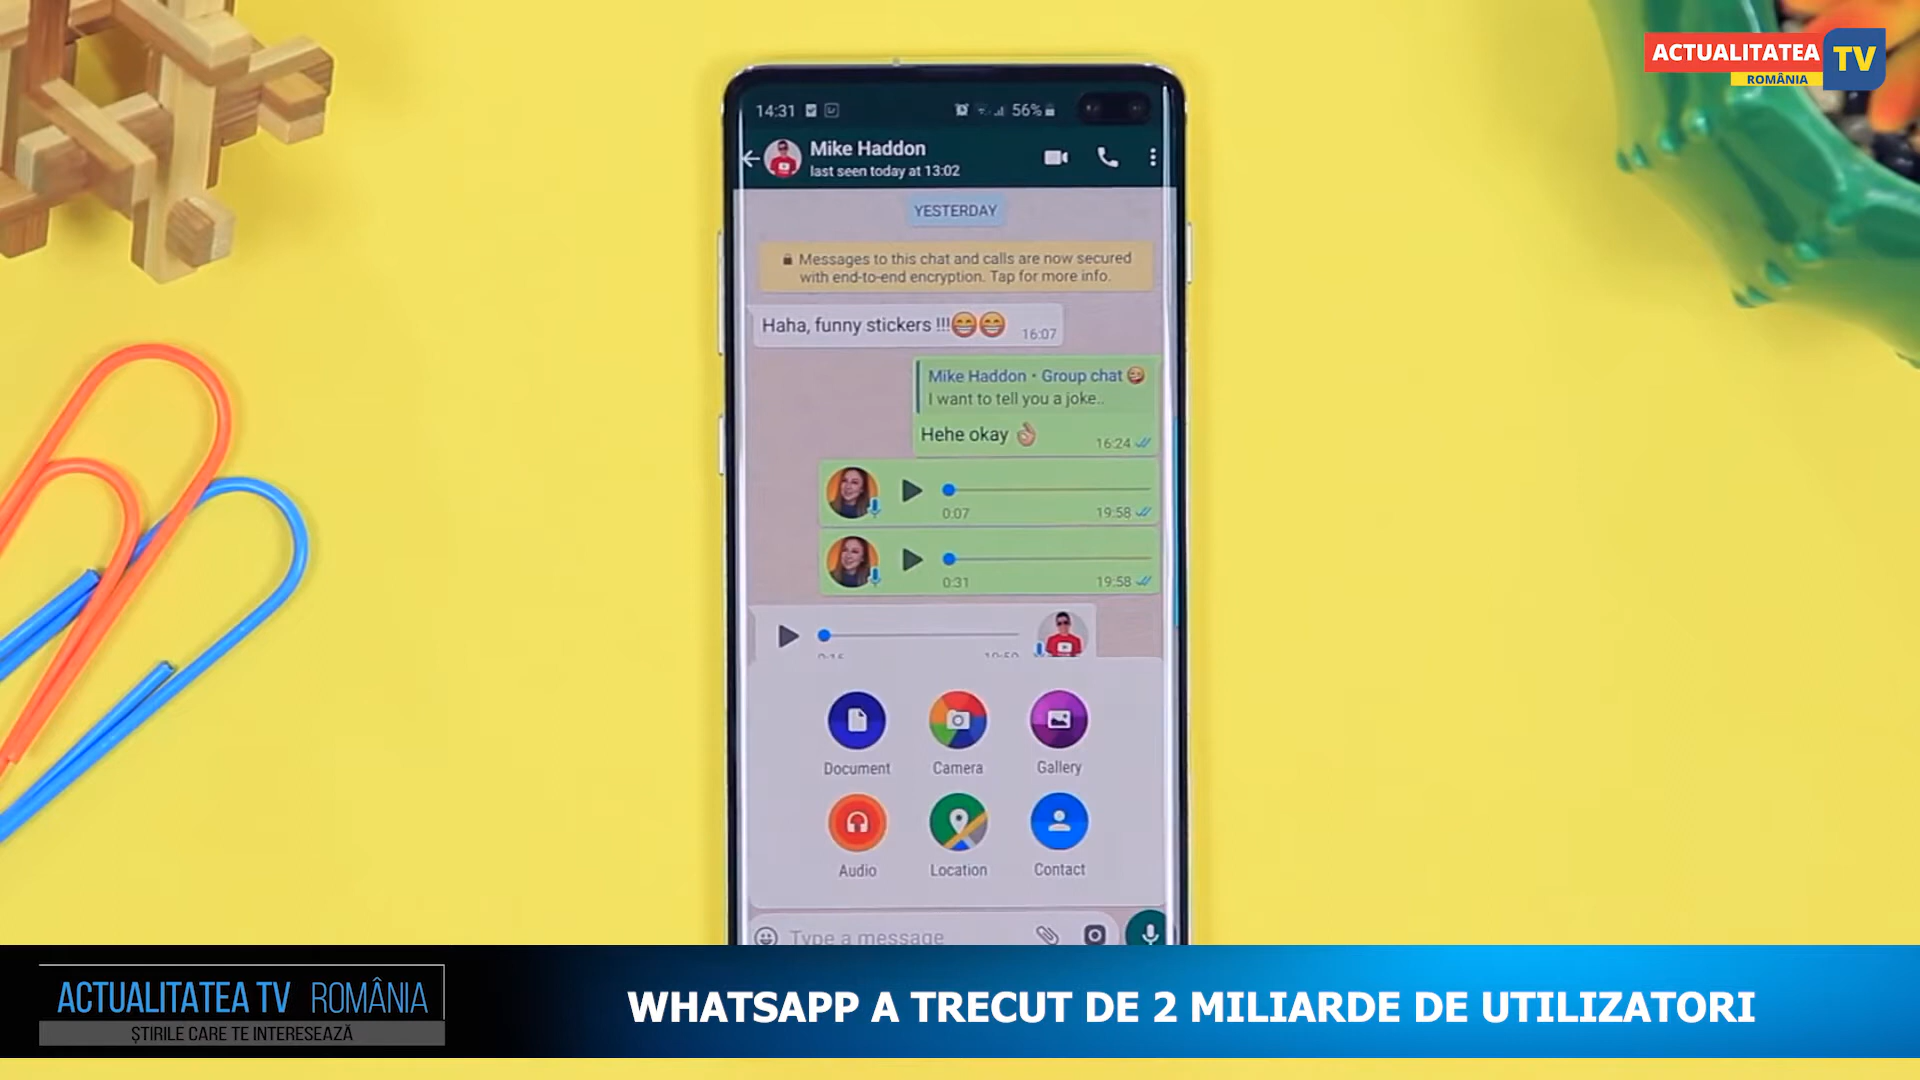 ACTUALITATEA
TV
ROMÂNIA
14:31
56%
Mike Haddon
last seen today at 13:02
YESTERDAY
Messages to this chat and calls are now secured
with end-to-end encryption. Tap for more info.
Haha, funny stickers !!!😁😁
16:07
Mike Haddon • Group chat
I want to tell you a joke..
Hehe okay 👌
16:24
0:07
19:58
0:31
19:58
0:16
19:59
Document
Camera
Gallery
Audio
Location
Contact
Type a message
ACTUALITATEA TV ROMÂNIA
ȘTIRILE CARE TE INTERESEAZĂ
WHATSAPP A TRECUT DE 2 MILIARDE DE UTILIZATORI